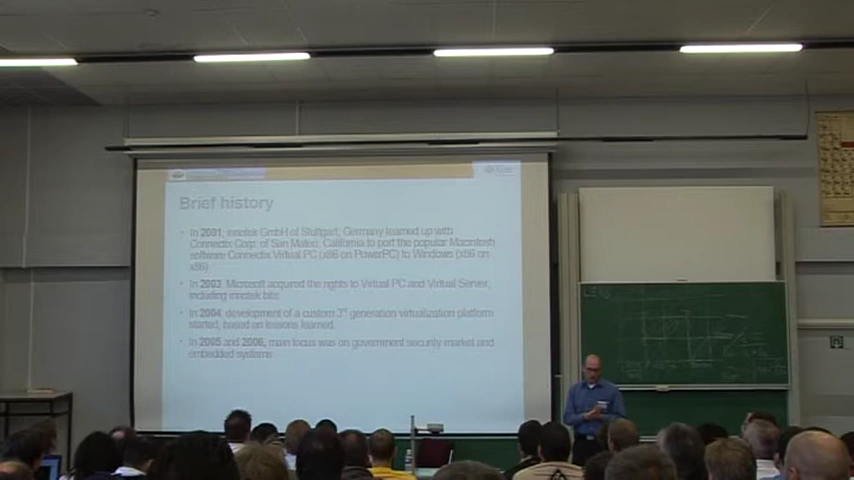 Brief history
• In 2001, innotek GmbH of Stuttgart, Germany teamed up with
Connectix Corp. of San Mateo, California to port the popular Macintosh
software Connectix Virtual PC (x86 on PowerPC) to Windows (x86 on
x86)
• In 2003, Microsoft acquired the rights to Virtual PC and Virtual Server,
including innotek bits
• In 2004, development of a custom 3rd generation virtualization platform
started, based on lessons learned.
• In 2005 and 2006, main focus was on government security market and
embedded systems